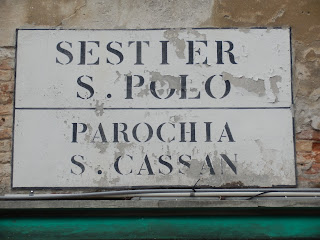 SESTIER
S. POLO
PAROCHIA
S. CASSAN